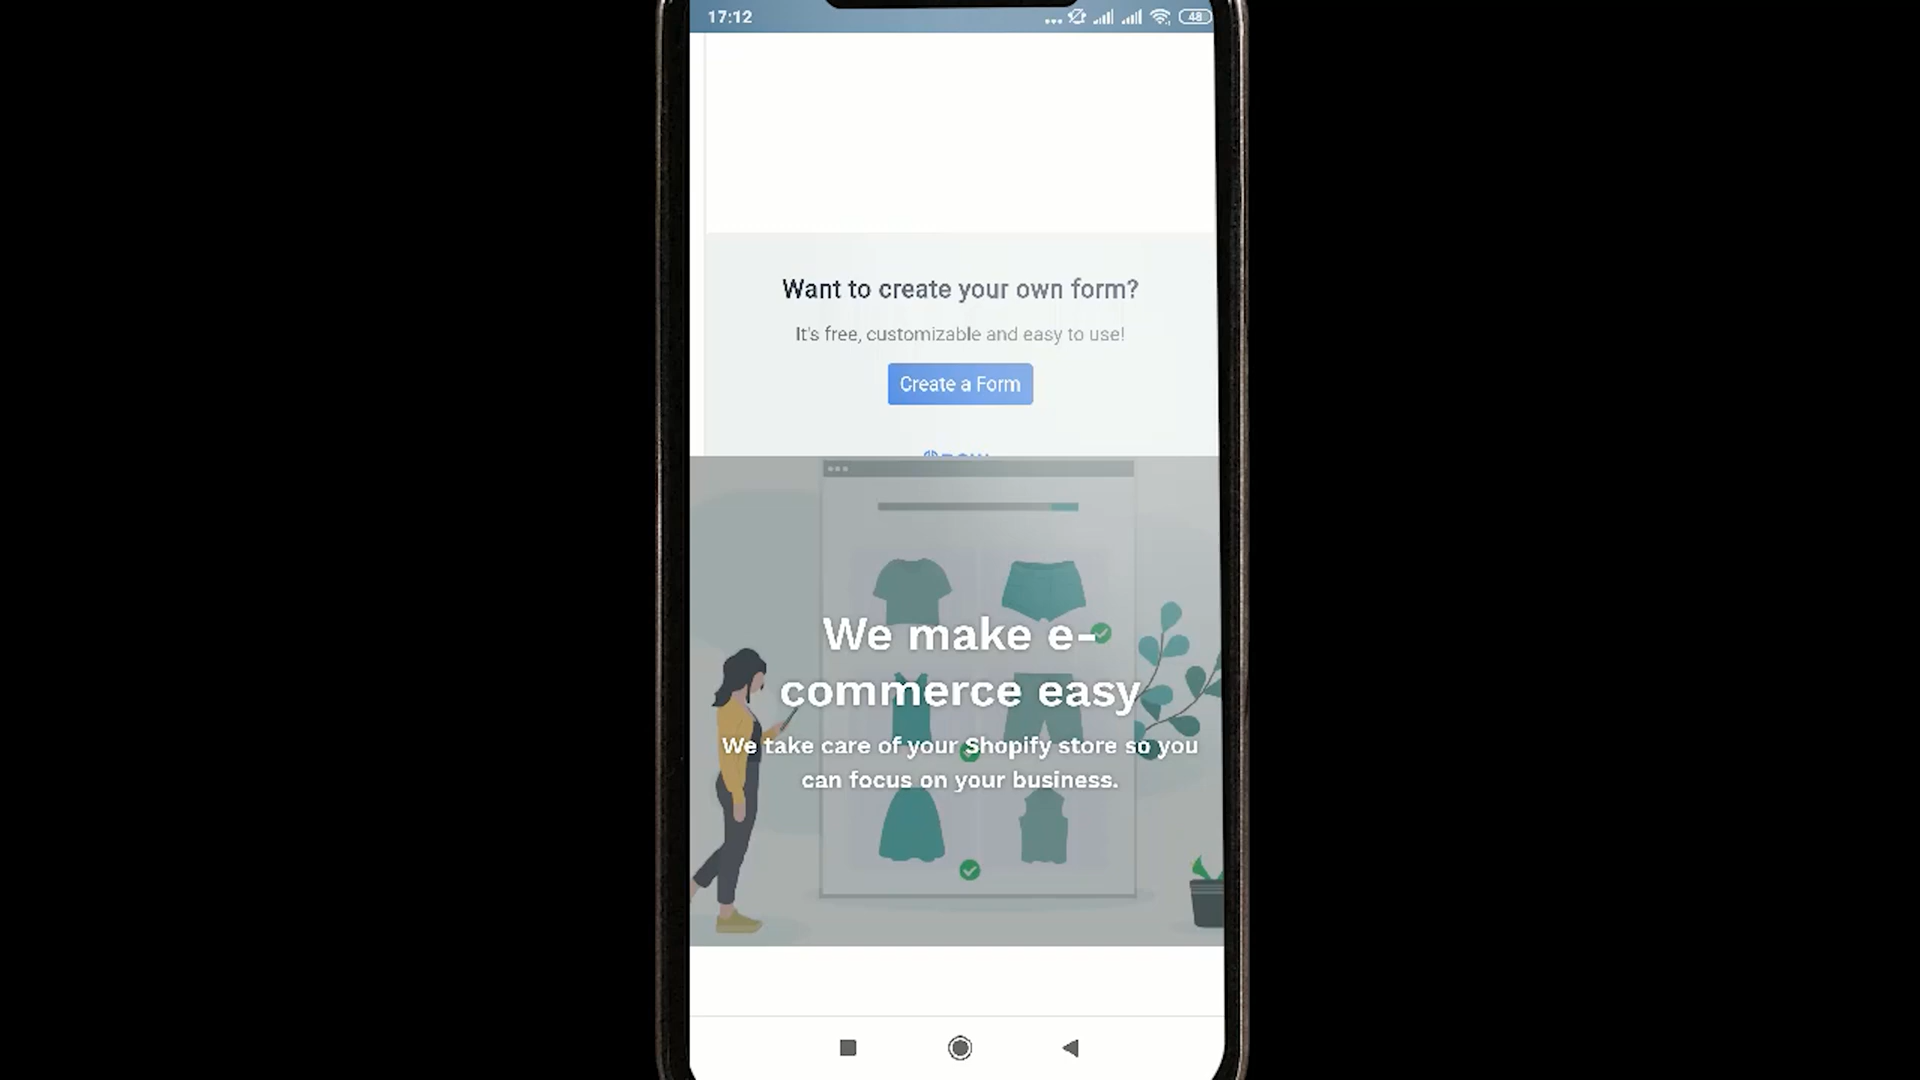 17:12
48
Want to create your own form?
It's free, customizable and easy to use!
Create a Form
We make e-
commerce easy
We take care of your Shopify store so you
can focus on your business.